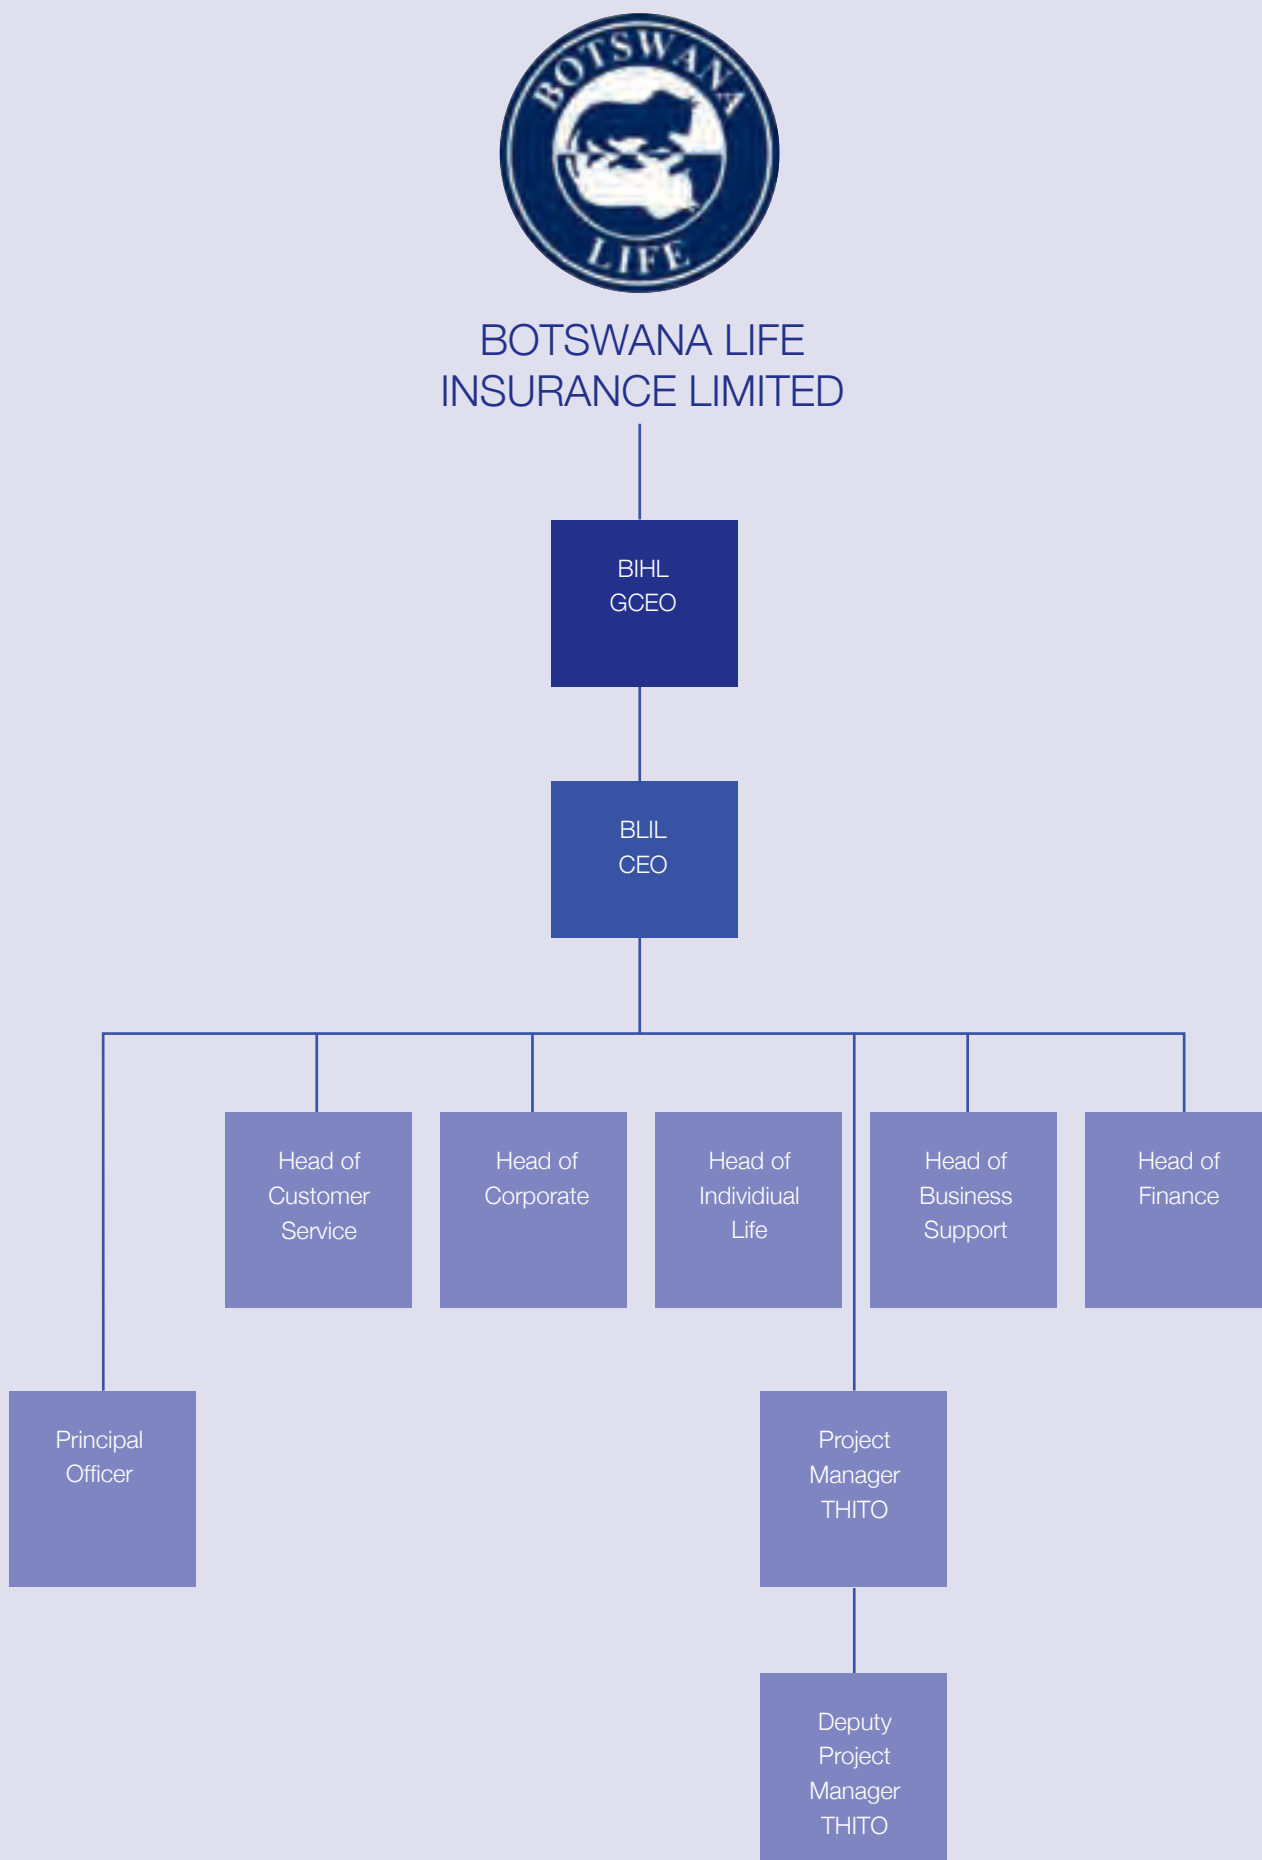 BOTSWANA
LIFE
BOTSWANA LIFE
INSURANCE LIMITED
BIHL
GCEO
BLIL
CEO
Head of
Customer
Service
Head of
Corporate
Head of
Individiual
Life
Head of
Business
Support
Head of
Finance
Principal
Officer
Project
Manager
THITO
Deputy
Project
Manager
THITO